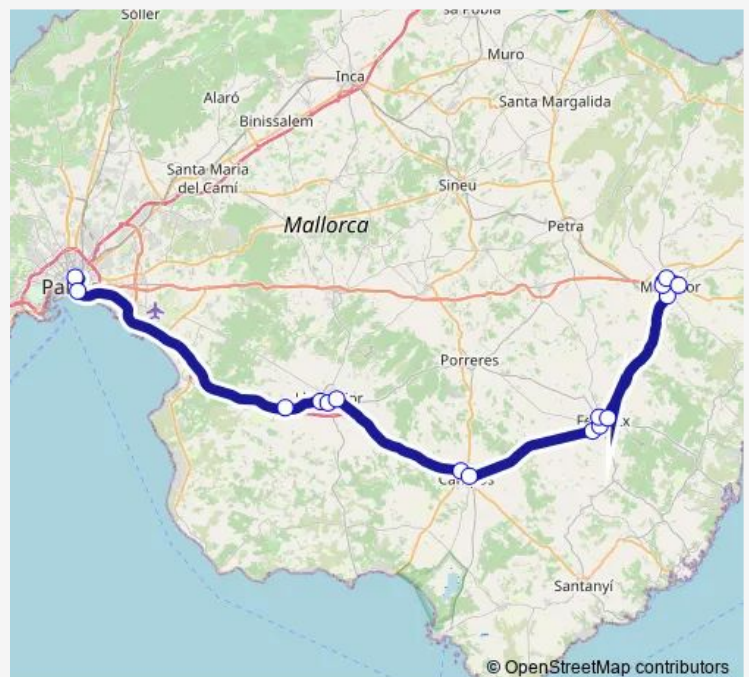 Sóller
sa Pobla
Muro
Inca
Alaró
Santa Margalida
Binissalem
Santa Maria
del Camí
Sineu
Mallorca
Petra
Porreres
Santanyí
© OpenStreetMap contributors